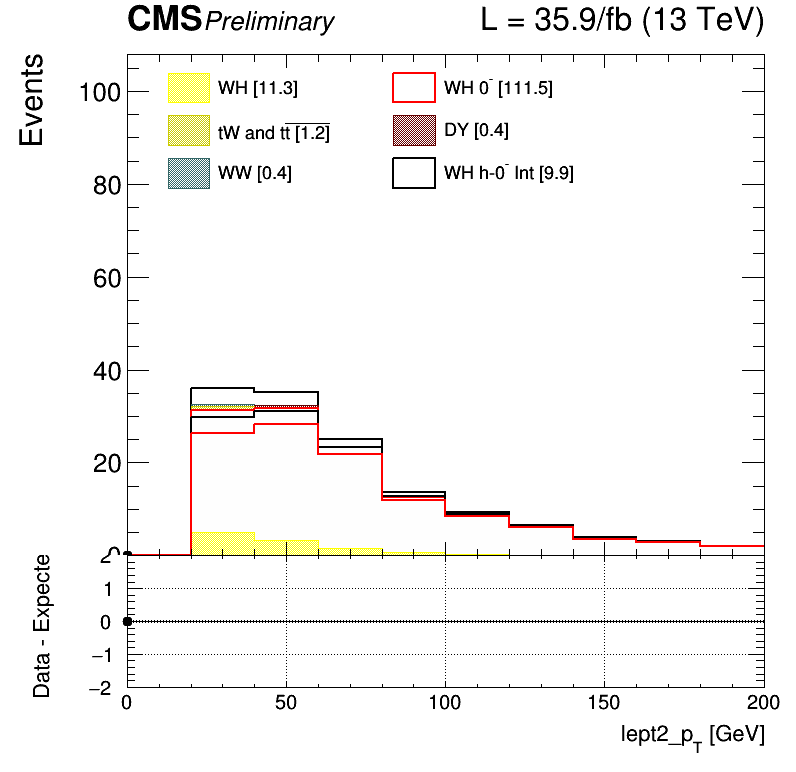 CMS Preliminary L = 35.9/fb (13 TeV)
Events
WH [11.3] WH 0⁻ [111.5]
tW and tt̅ [1.2] DY [0.4]
WW [0.4] WH h-0⁻ Int [9.9]
100
80
60
40
20
0
Data - Expecte
2
1
0
−1
−2
0 50 100 150 200
lept2_p_T [GeV]